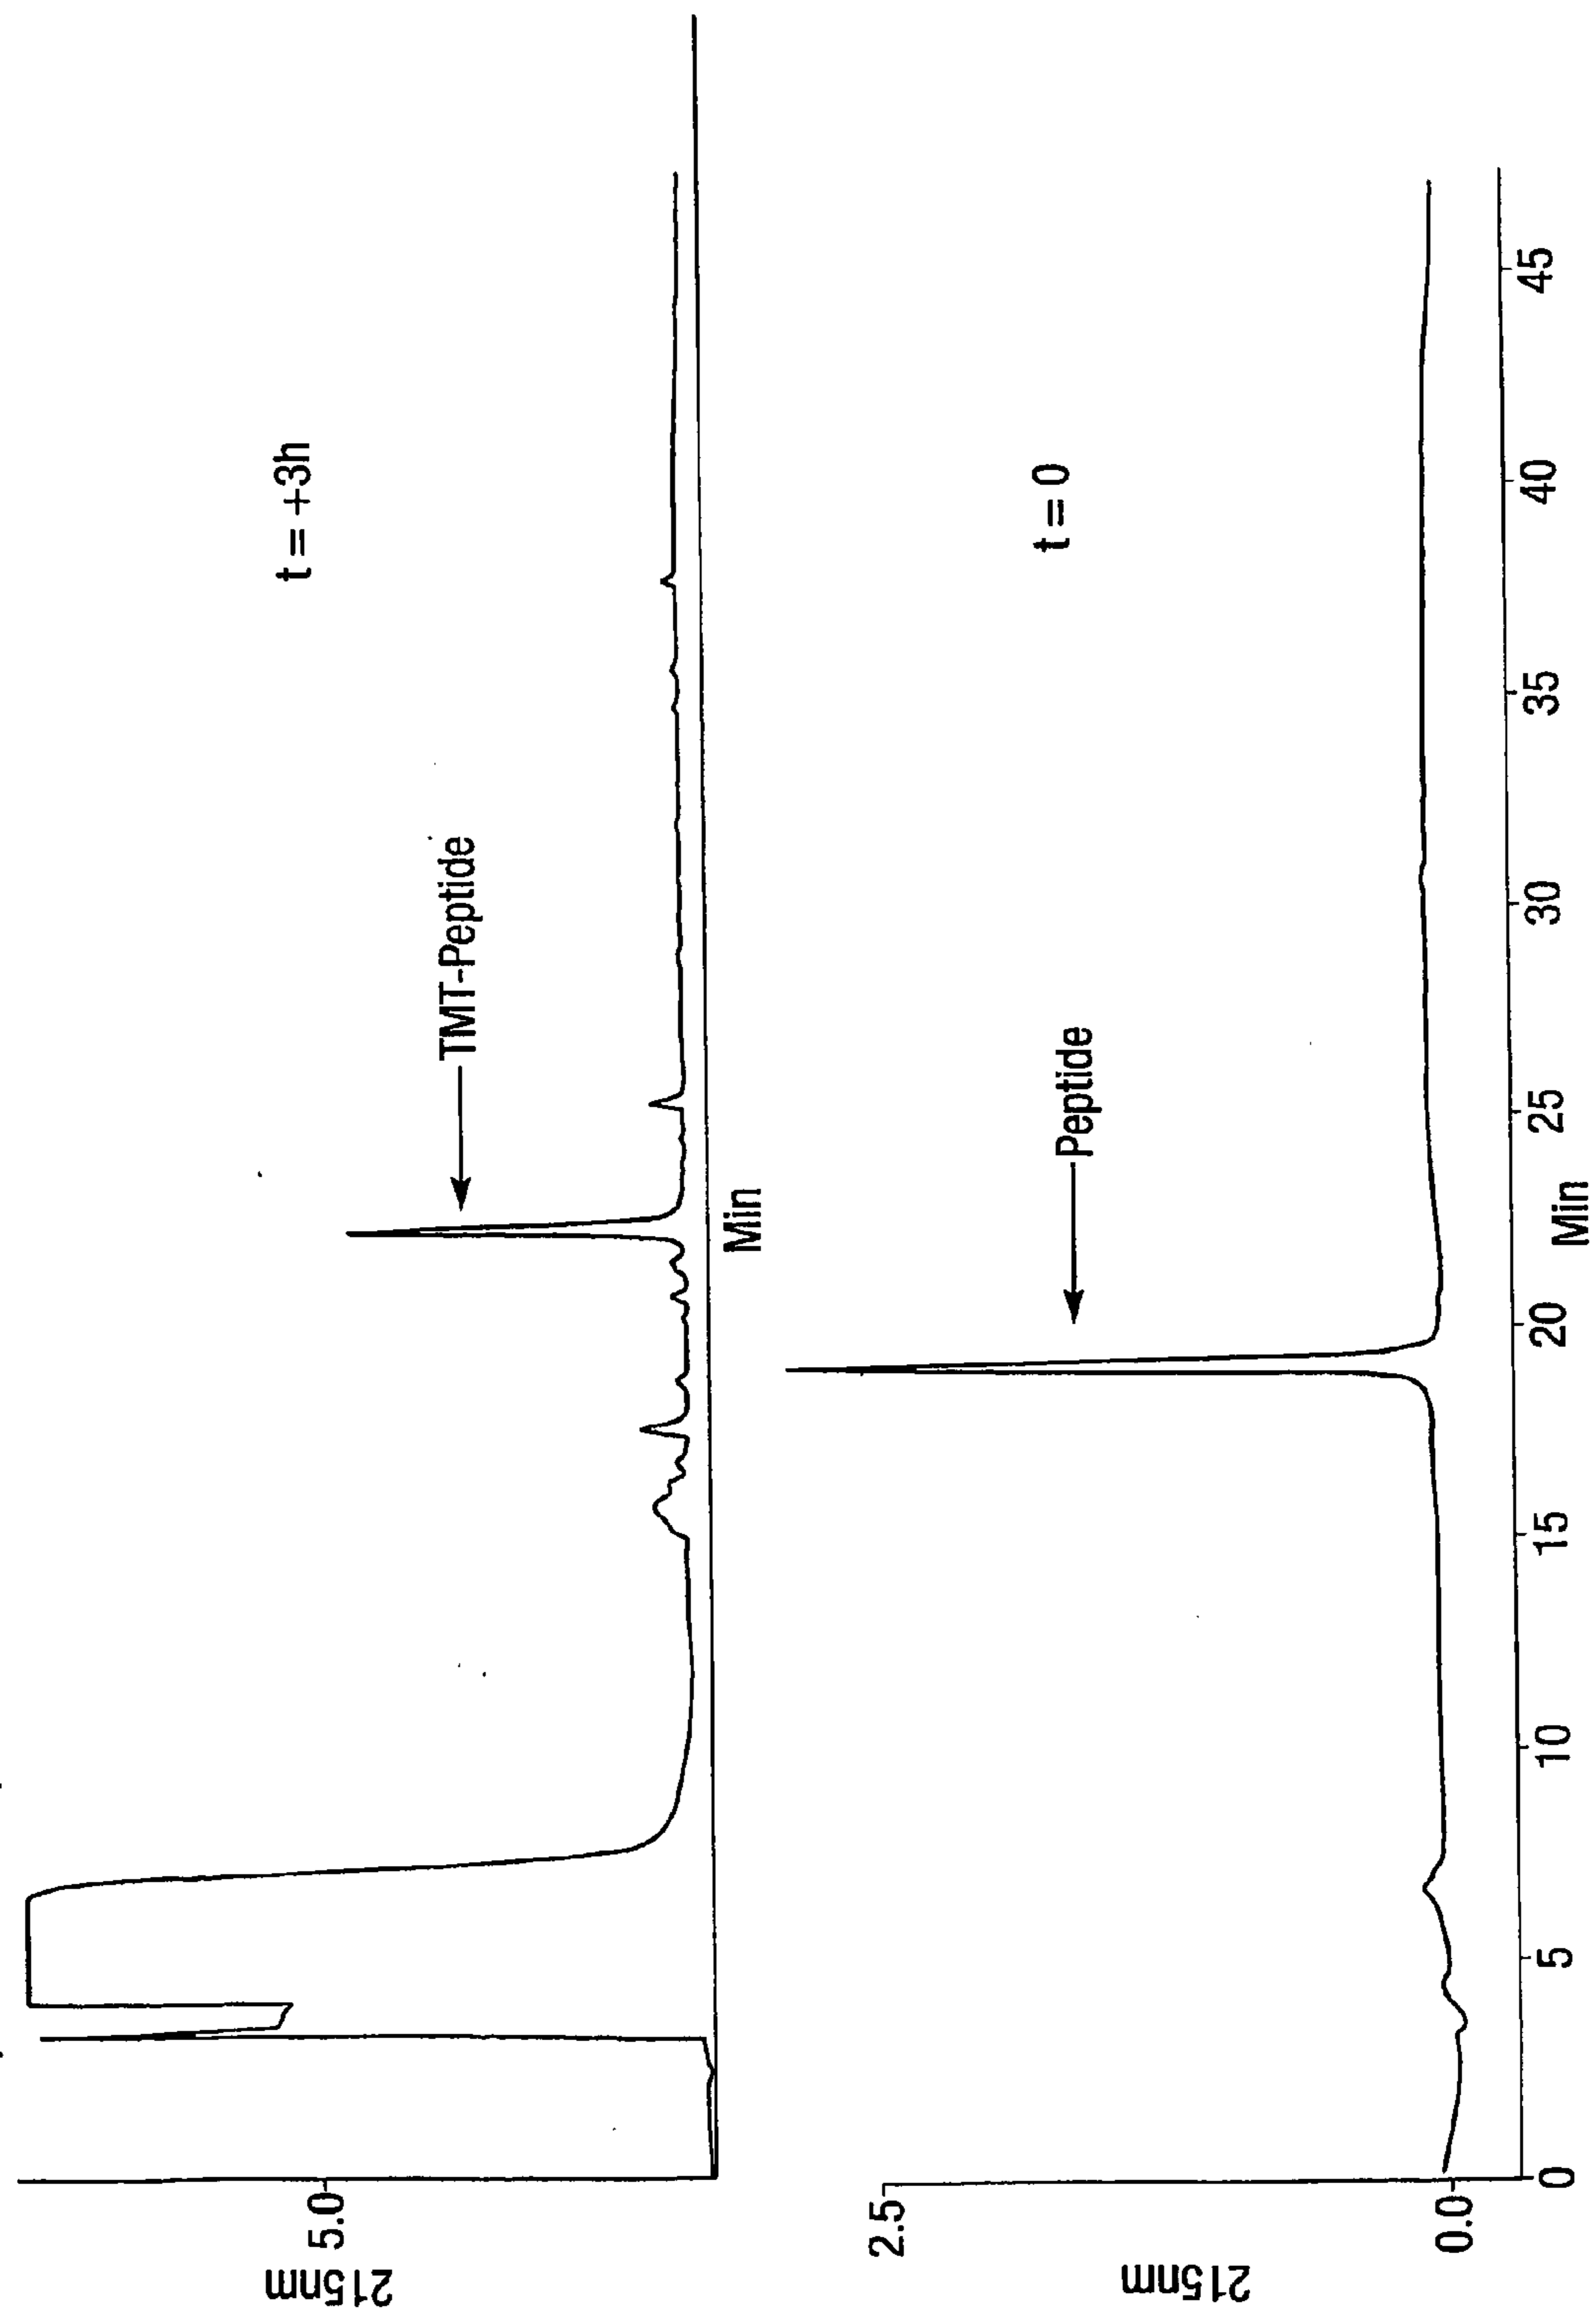 215nm
5.0
t = +3h
TMT-Peptide
Min
215nm
2.5
0.0
t = 0
Peptide
0 5 10 15 20 25 30 35 40 45
Min